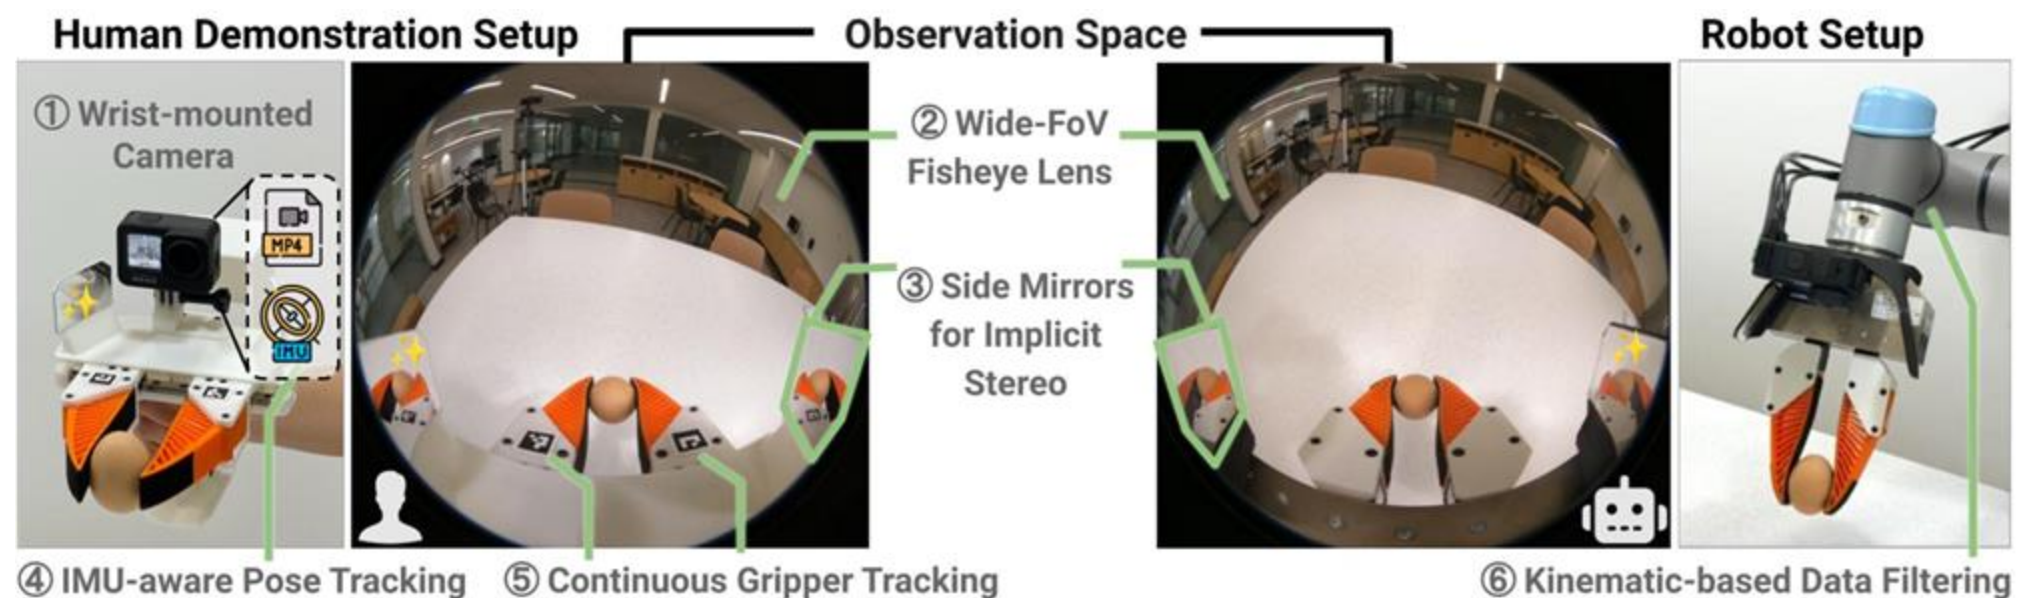 Human Demonstration Setup
Observation Space
Robot Setup
① Wrist-mounted
Camera
MP4
IMU
② Wide-FoV
Fisheye Lens
③ Side Mirrors
for Implicit
Stereo
④ IMU-aware Pose Tracking
⑤ Continuous Gripper Tracking
⑥ Kinematic-based Data Filtering